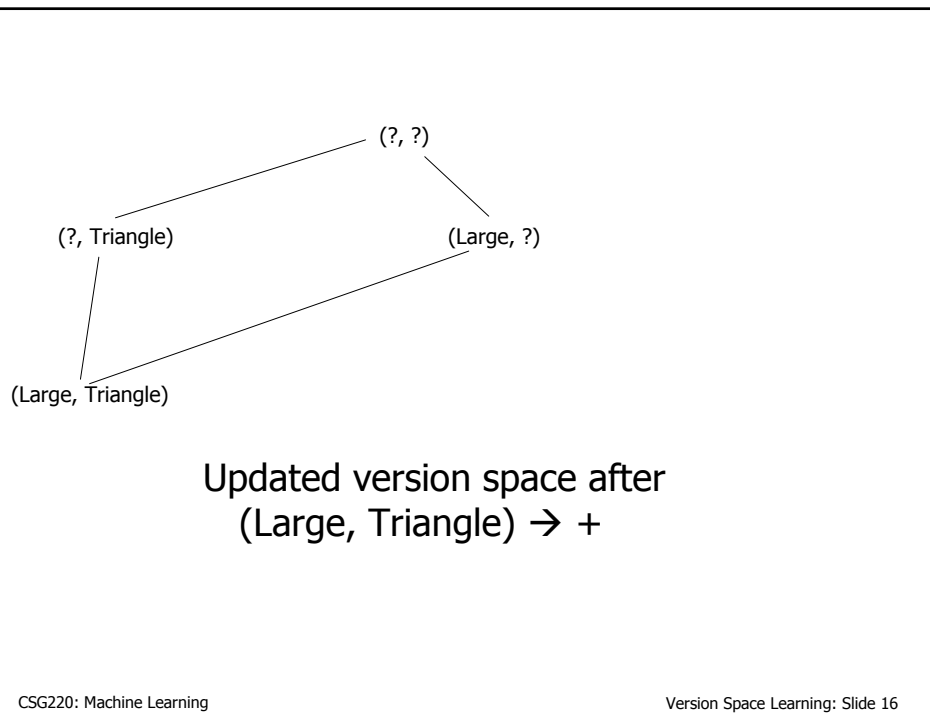 (?, ?)
(?, Triangle)
(Large, ?)
(Large, Triangle)
Updated version space after
(Large, Triangle) → +
CSG220: Machine Learning
Version Space Learning: Slide 16